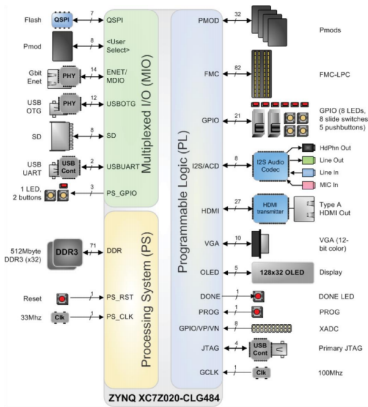 Flash
QSPI
7
QSPI
Pmod
8
<User
Select>
Gbit
Enet
PHY
14
ENET/
MDIO
USB
OTG
PHY
12
USBOTG
SD
8
SD
USB
UART
USB
Cont
2
USBUART
1 LED,
2 buttons
3
PS_GPIO
Multiplexed I/O (MIO)
512Mbyte
DDR3 (x32)
DDR3
71
DDR
Reset
1
PS_RST
33Mhz
Clk
1
PS_CLK
Processing System (PS)
Programmable Logic (PL)
PMOD
32
Pmods
FMC
82
FMC-LPC
GPIO
21
GPIO (8 LEDs,
8 slide switches
5 pushbuttons)
I2S/ACD
8
I2S Audio
Codec
HdPhn Out
Line Out
Line In
MIC In
HDMI
27
HDMI
transmitter
Type A
HDMI Out
VGA
10
VGA (12-
bit color)
OLED
5
128x32 OLED
Display
DONE
1
DONE LED
PROG
1
PROG
GPIO/VP/VN
8
XADC
JTAG
4
USB
Cont
Primary JTAG
GCLK
1
Clk
100Mhz
ZYNQ XC7Z020-CLG484